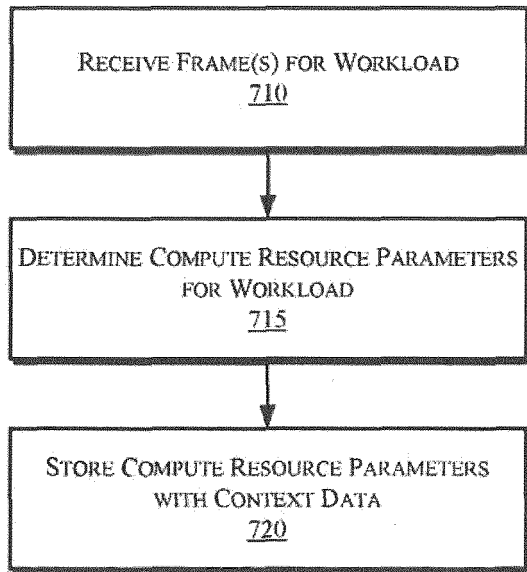 RECEIVE FRAME(S) FOR WORKLOAD
710
DETERMINE COMPUTE RESOURCE PARAMETERS
FOR WORKLOAD
715
STORE COMPUTE RESOURCE PARAMETERS
WITH CONTEXT DATA
720